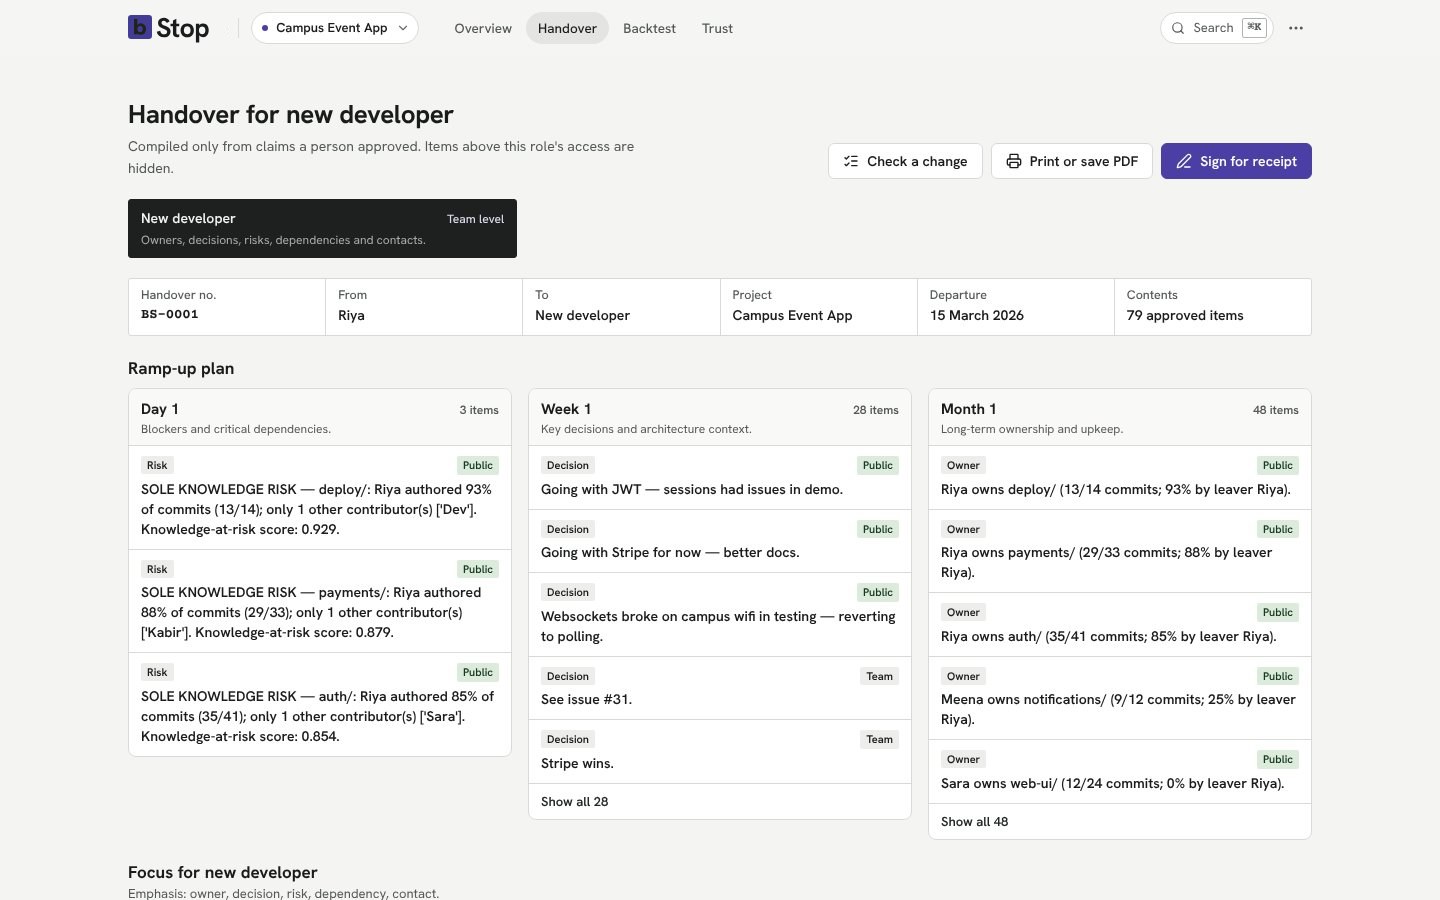 b Stop
Campus Event App
Overview
Handover
Backtest
Trust
Search ⌘K
Handover for new developer
Compiled only from claims a person approved. Items above this role's access are
hidden.
Check a change
Print or save PDF
Sign for receipt
New developer
Team level
Owners, decisions, risks, dependencies and contacts.
Handover no.
BS-0001
From
Riya
To
New developer
Project
Campus Event App
Departure
15 March 2026
Contents
79 approved items
Ramp-up plan
Day 1
3 items
Blockers and critical dependencies.
Risk
Public
SOLE KNOWLEDGE RISK — deploy/: Riya authored 93%
of commits (13/14); only 1 other contributor(s) ['Dev'].
Knowledge-at-risk score: 0.929.
Risk
Public
SOLE KNOWLEDGE RISK — payments/: Riya authored
88% of commits (29/33); only 1 other contributor(s)
['Kabir']. Knowledge-at-risk score: 0.879.
Risk
Public
SOLE KNOWLEDGE RISK — auth/: Riya authored 85% of
commits (35/41); only 1 other contributor(s) ['Sara'].
Knowledge-at-risk score: 0.854.
Week 1
28 items
Key decisions and architecture context.
Decision
Public
Going with JWT — sessions had issues in demo.
Decision
Public
Going with Stripe for now — better docs.
Decision
Public
Websockets broke on campus wifi in testing — reverting
to polling.
Decision
Team
See issue #31.
Decision
Team
Stripe wins.
Show all 28
Month 1
48 items
Long-term ownership and upkeep.
Owner
Public
Riya owns deploy/ (13/14 commits; 93% by leaver Riya).
Owner
Public
Riya owns payments/ (29/33 commits; 88% by leaver
Riya).
Owner
Public
Riya owns auth/ (35/41 commits; 85% by leaver Riya).
Owner
Public
Meena owns notifications/ (9/12 commits; 25% by leaver
Riya).
Owner
Public
Sara owns web-ui/ (12/24 commits; 0% by leaver Riya).
Show all 48
Focus for new developer
Emphasis: owner, decision, risk, dependency, contact.